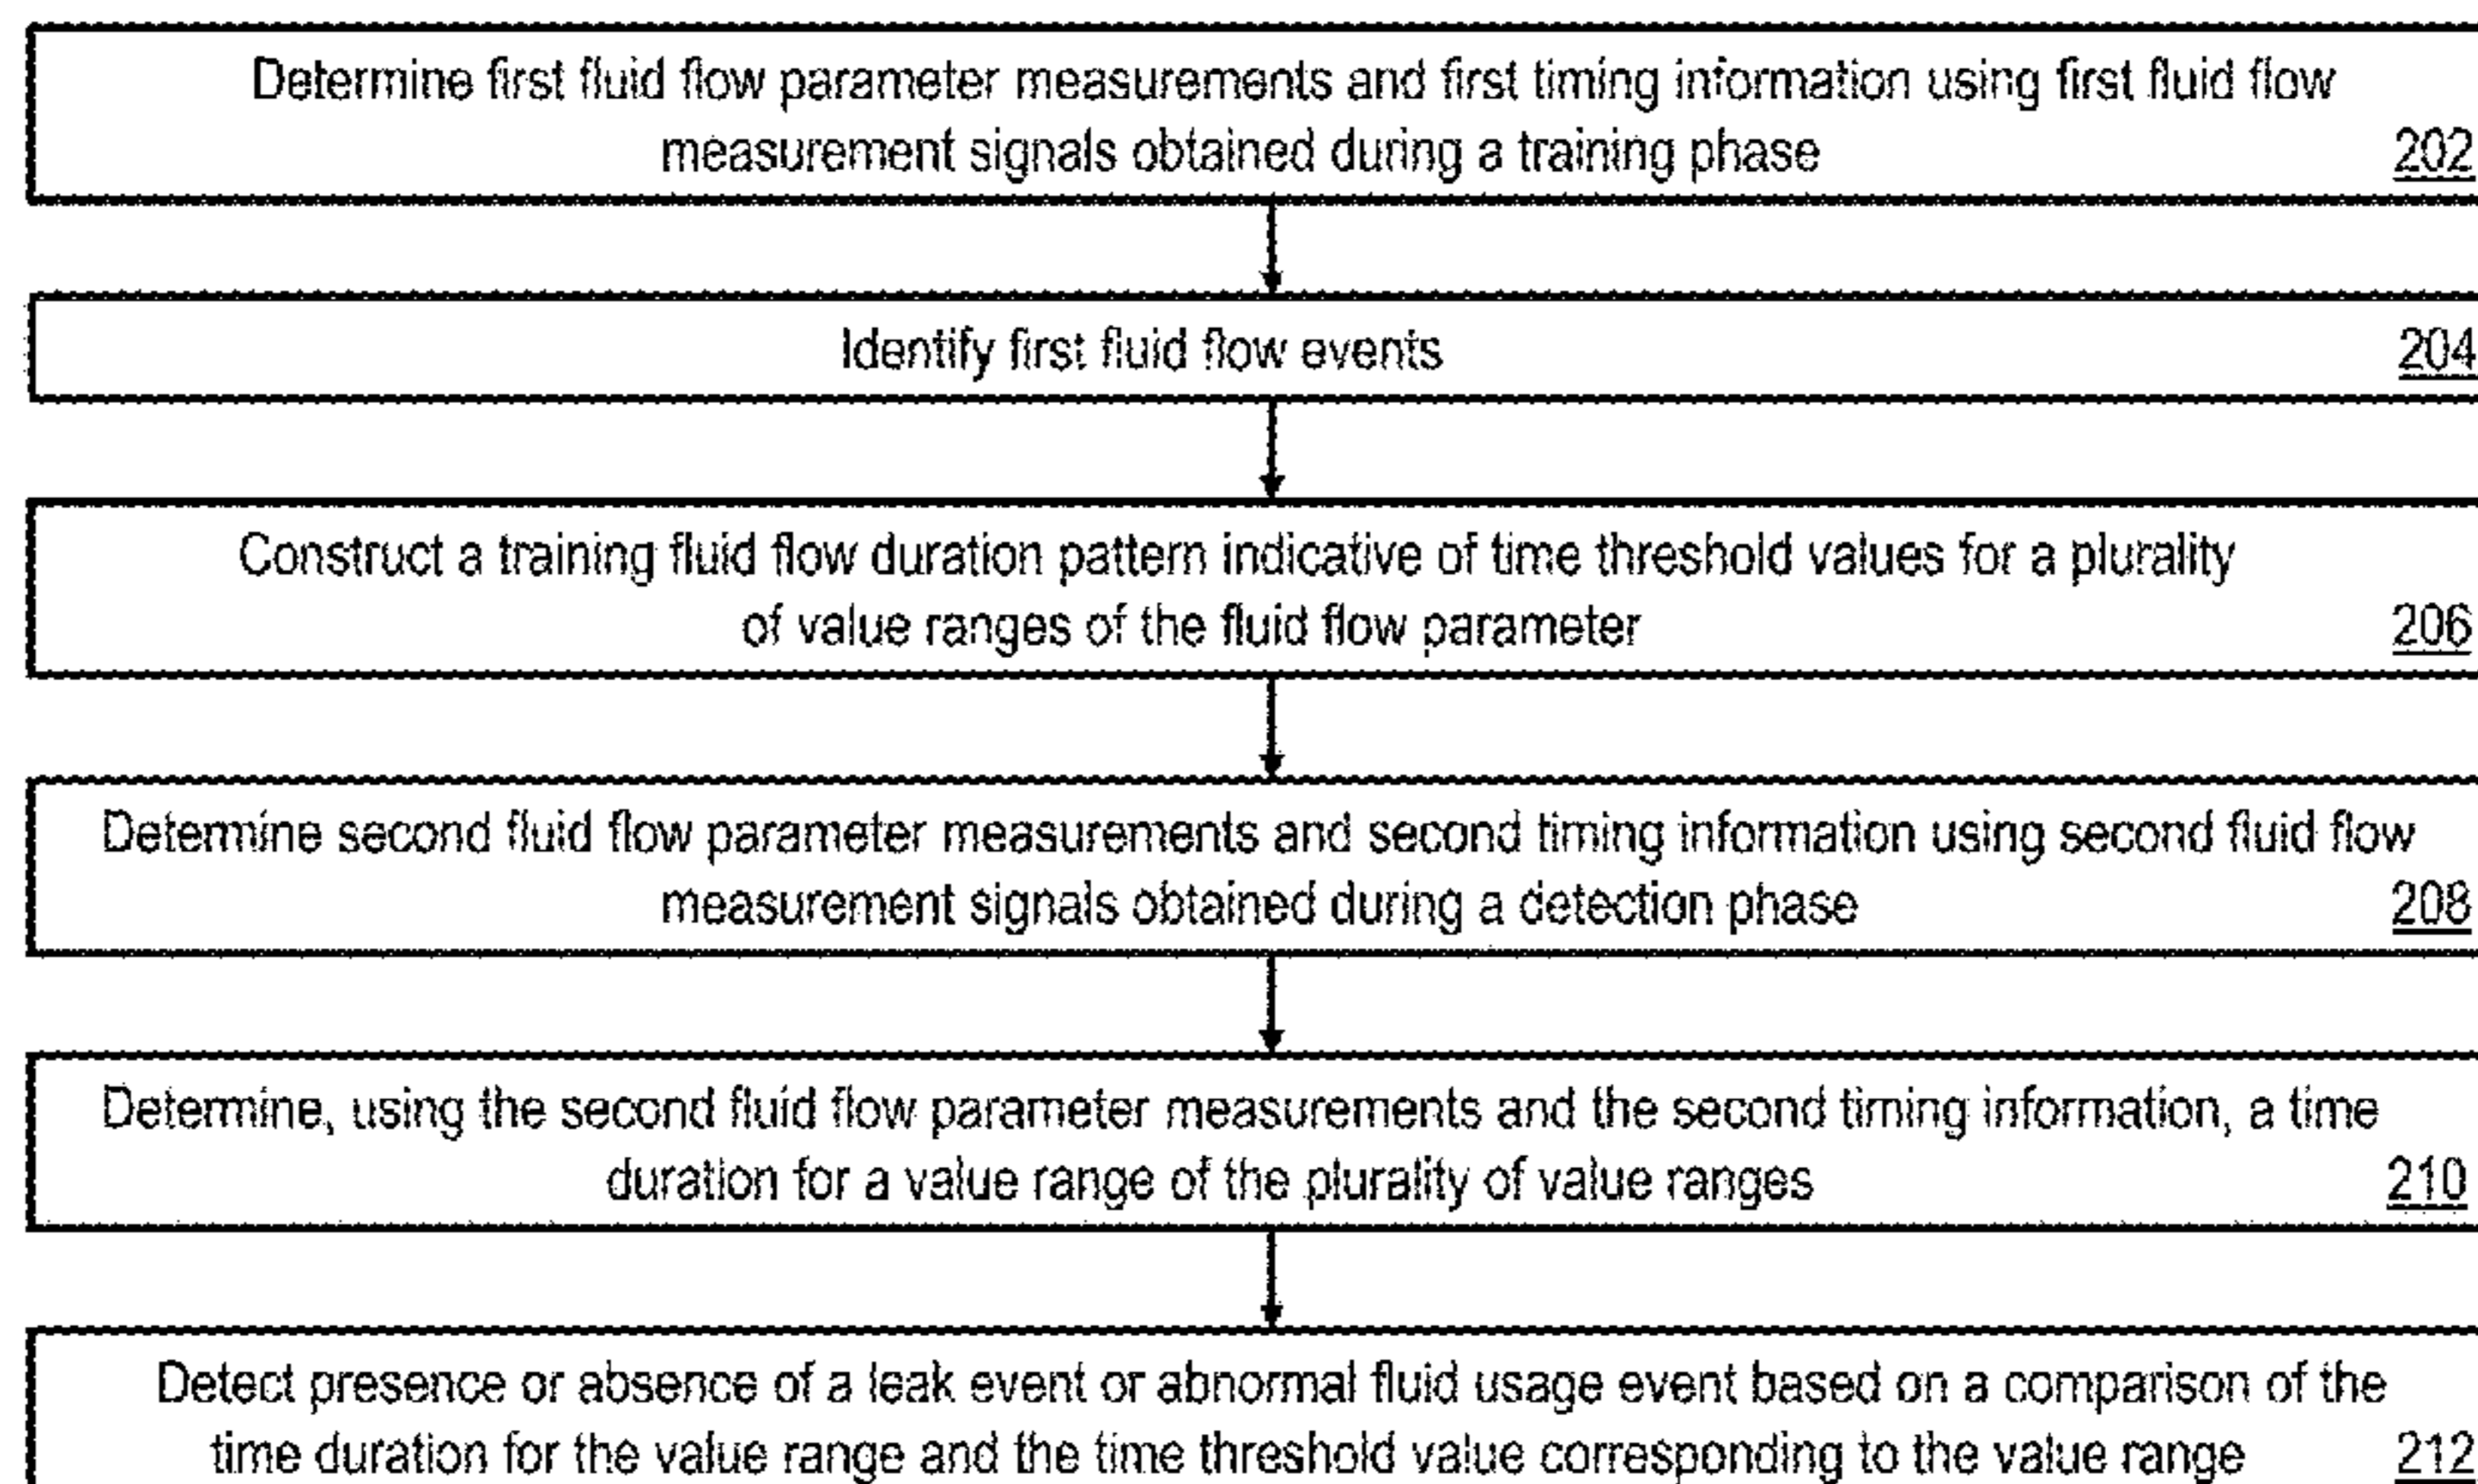 Determine first fluid flow parameter measurements and first timing information using first fluid flow
measurement signals obtained during a training phase 202
Identify first fluid flow events 204
Construct a training fluid flow duration pattern indicative of time threshold values for a plurality
of value ranges of the fluid flow parameter 206
Determine second fluid flow parameter measurements and second timing information using second fluid flow
measurement signals obtained during a detection phase 208
Determine, using the second fluid flow parameter measurements and the second timing information, a time
duration for a value range of the plurality of value ranges 210
Detect presence or absence of a leak event or abnormal fluid usage event based on a comparison of the
time duration for the value range and the time threshold value corresponding to the value range 212